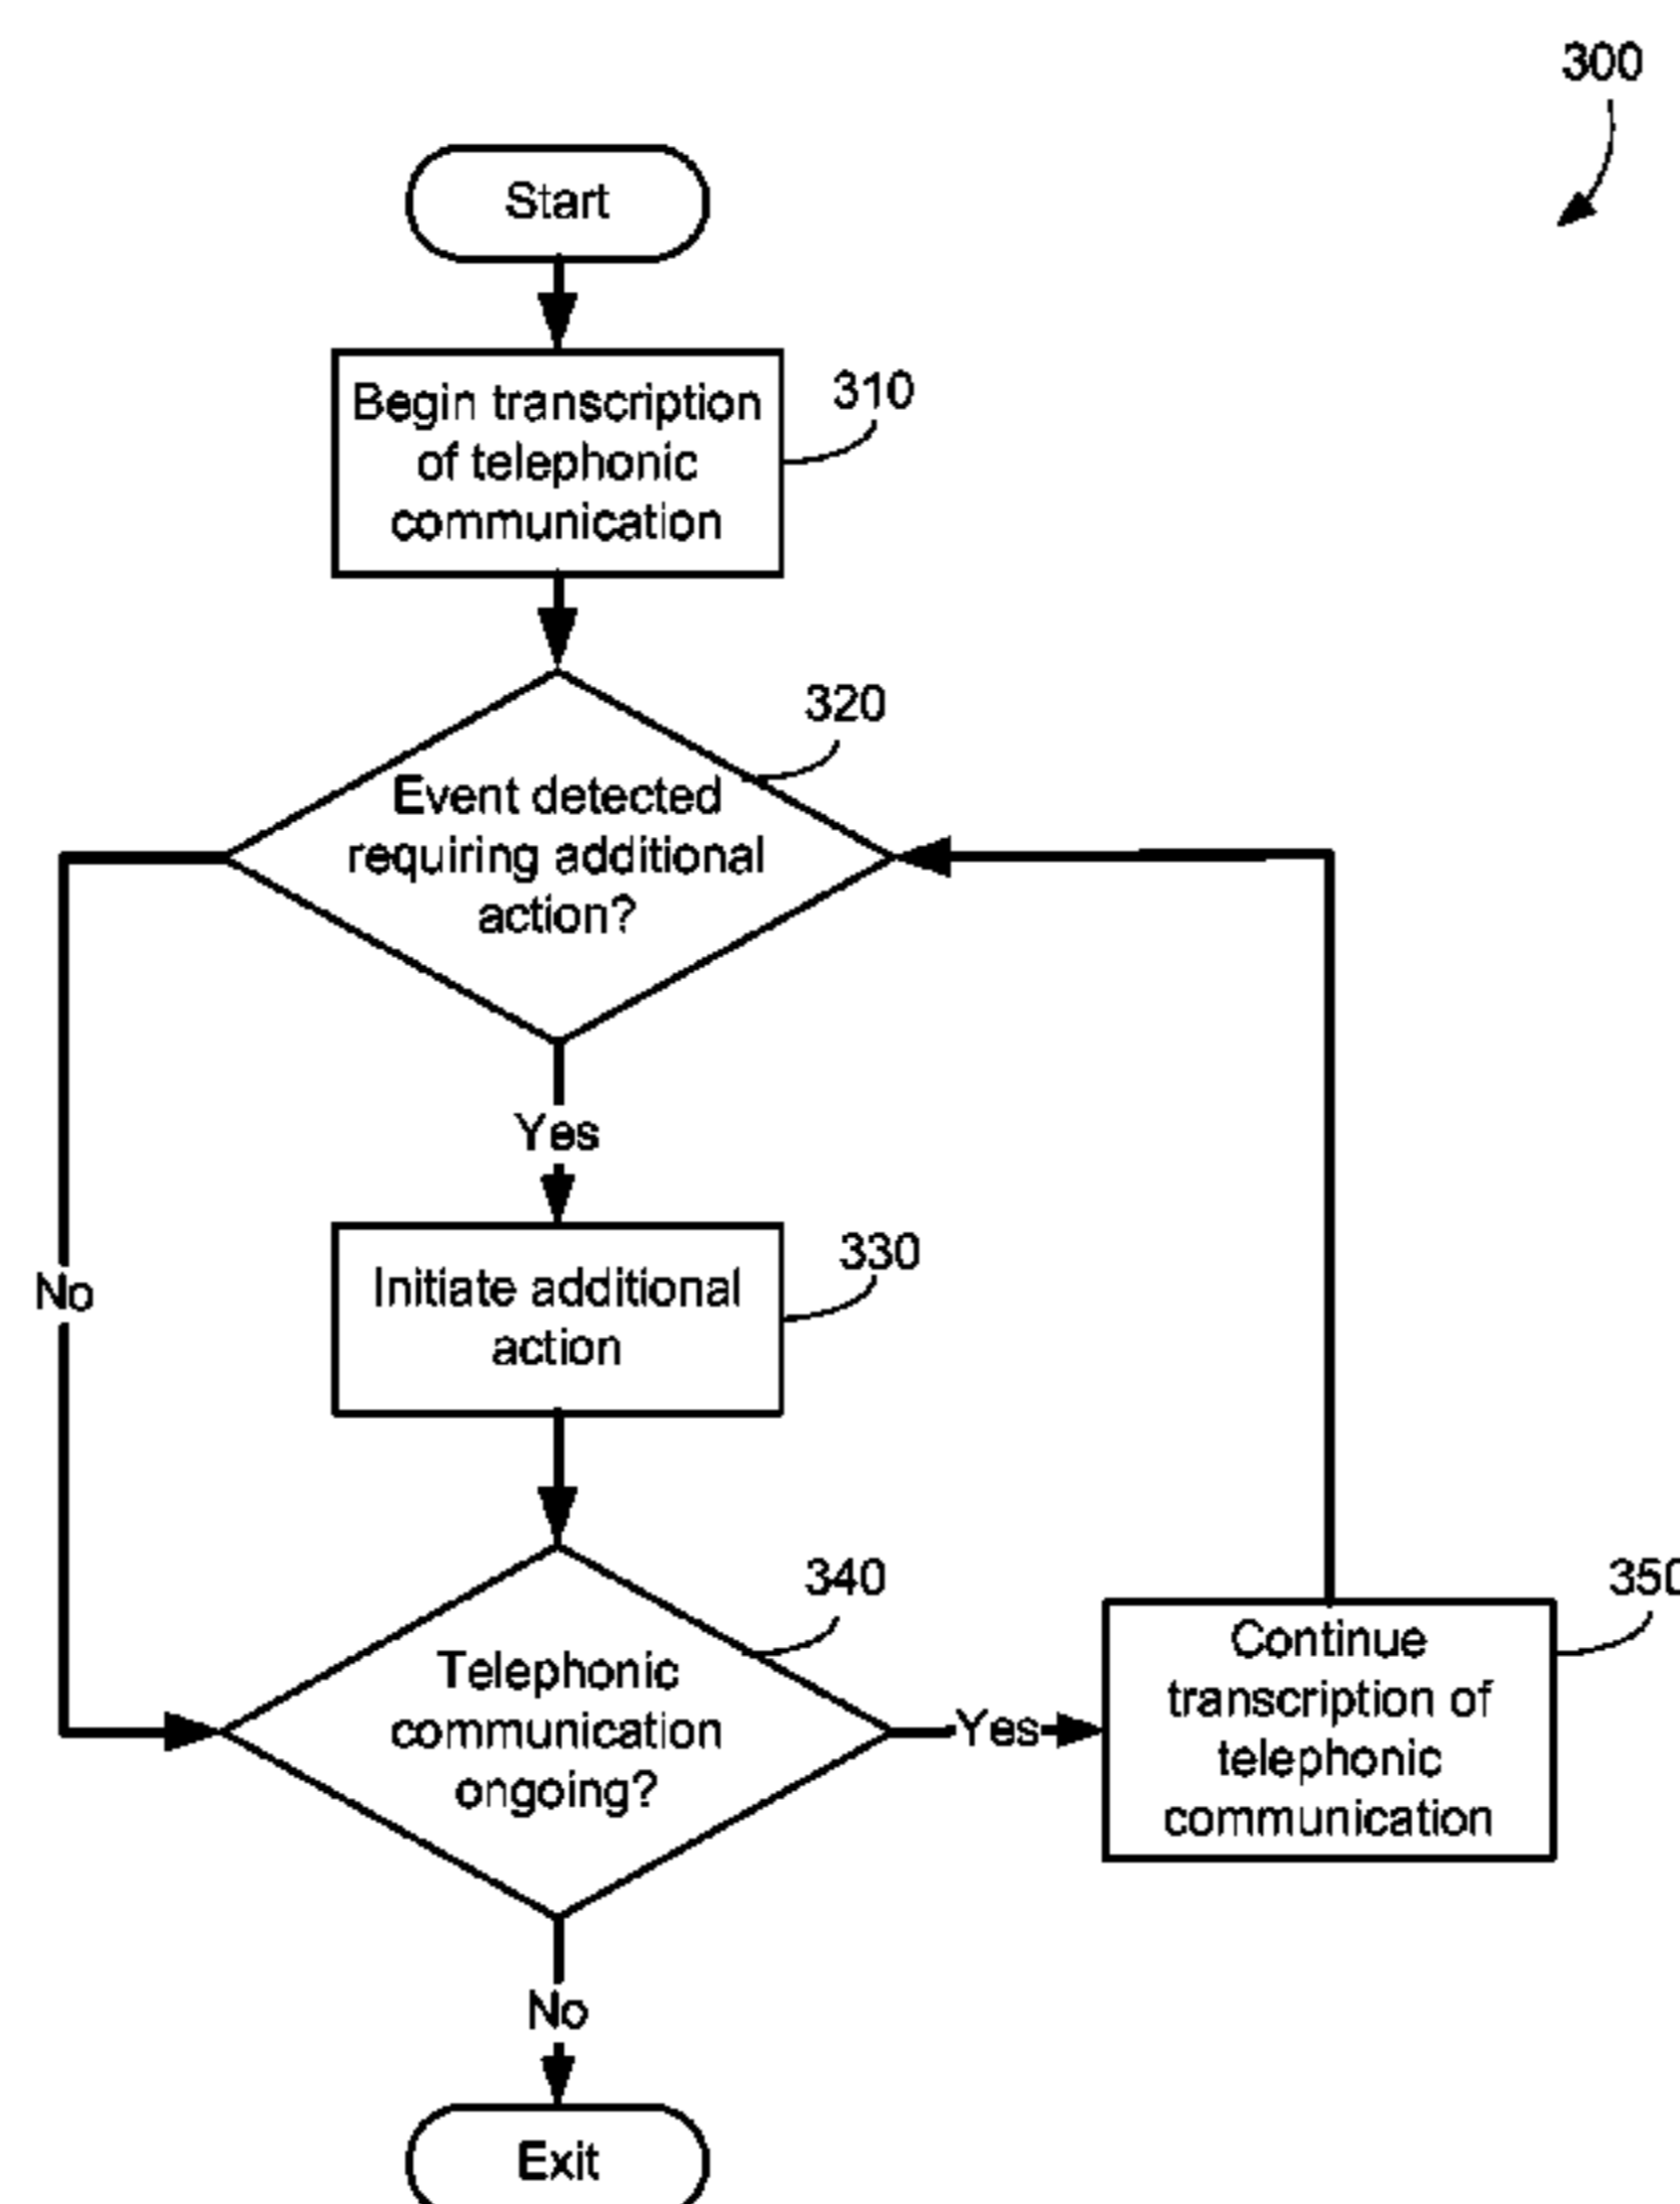 300
Start
Begin transcription
of telephonic
communication
310
320
Event detected
requiring additional
action?
Yes
No
330
Initiate additional
action
340
Telephonic
communication
ongoing?
Yes
350
Continue
transcription of
telephonic
communication
No
Exit